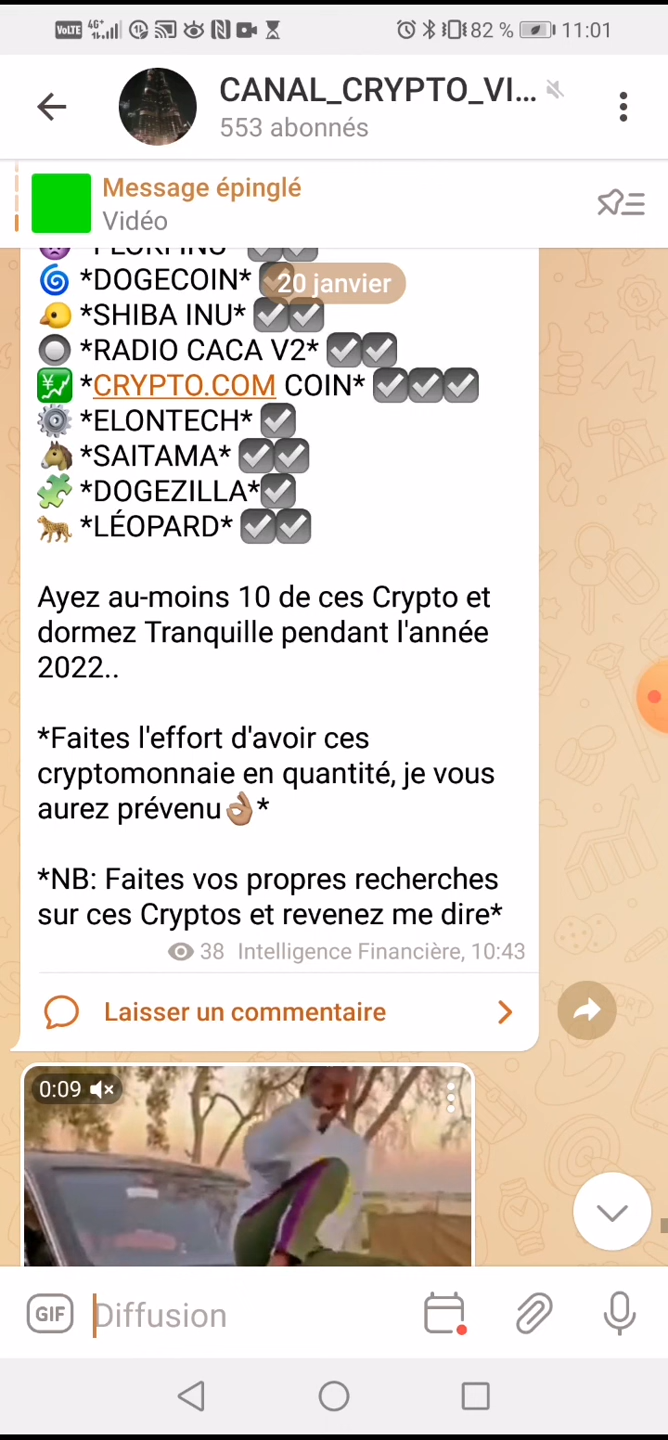 VoLTE 4G+ 82 % 11:01
CANAL_CRYPTO_VI...
553 abonnés
Message épinglé
Vidéo
*DOGECOIN*
20 janvier
*SHIBA INU*
*RADIO CACA V2*
*CRYPTO.COM COIN*
*ELONTECH*
*SAITAMA*
*DOGEZILLA*
*LÉOPARD*
Ayez au-moins 10 de ces Crypto et
dormez Tranquille pendant l'année
2022..
*Faites l'effort d'avoir ces
cryptomonnaie en quantité, je vous
aurez prévenu👌🏽*
*NB: Faites vos propres recherches
sur ces Cryptos et revenez me dire*
38 Intelligence Financière, 10:43
Laisser un commentaire
0:09
GIF Diffusion